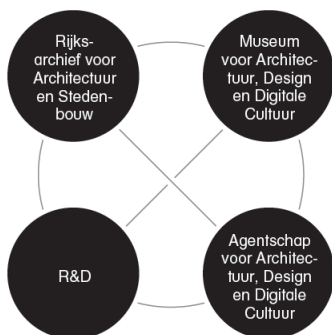 Rijks-
archief voor
Architectuur
en Steden-
bouw
Museum
voor Architec-
tuur, Design
en Digitale
Cultuur
R&D
Agentschap
voor Architec-
tuur, Design
en Digitale
Cultuur